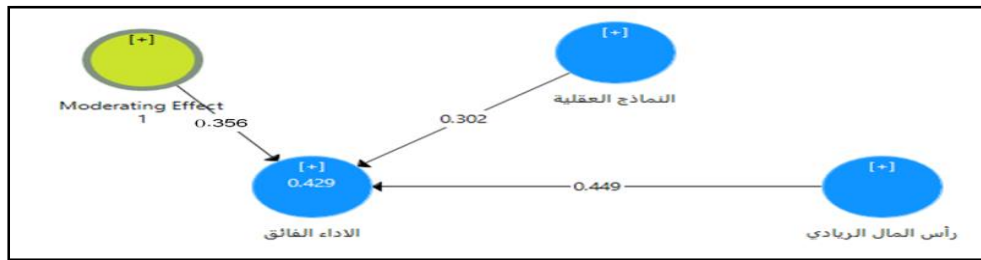 [+]
Moderating Effect
1
0.356
[+]
النماذج العقلية
0.302
[+]
0.429
الاداء الفائق
0.449
[+]
رأس المال الريادي